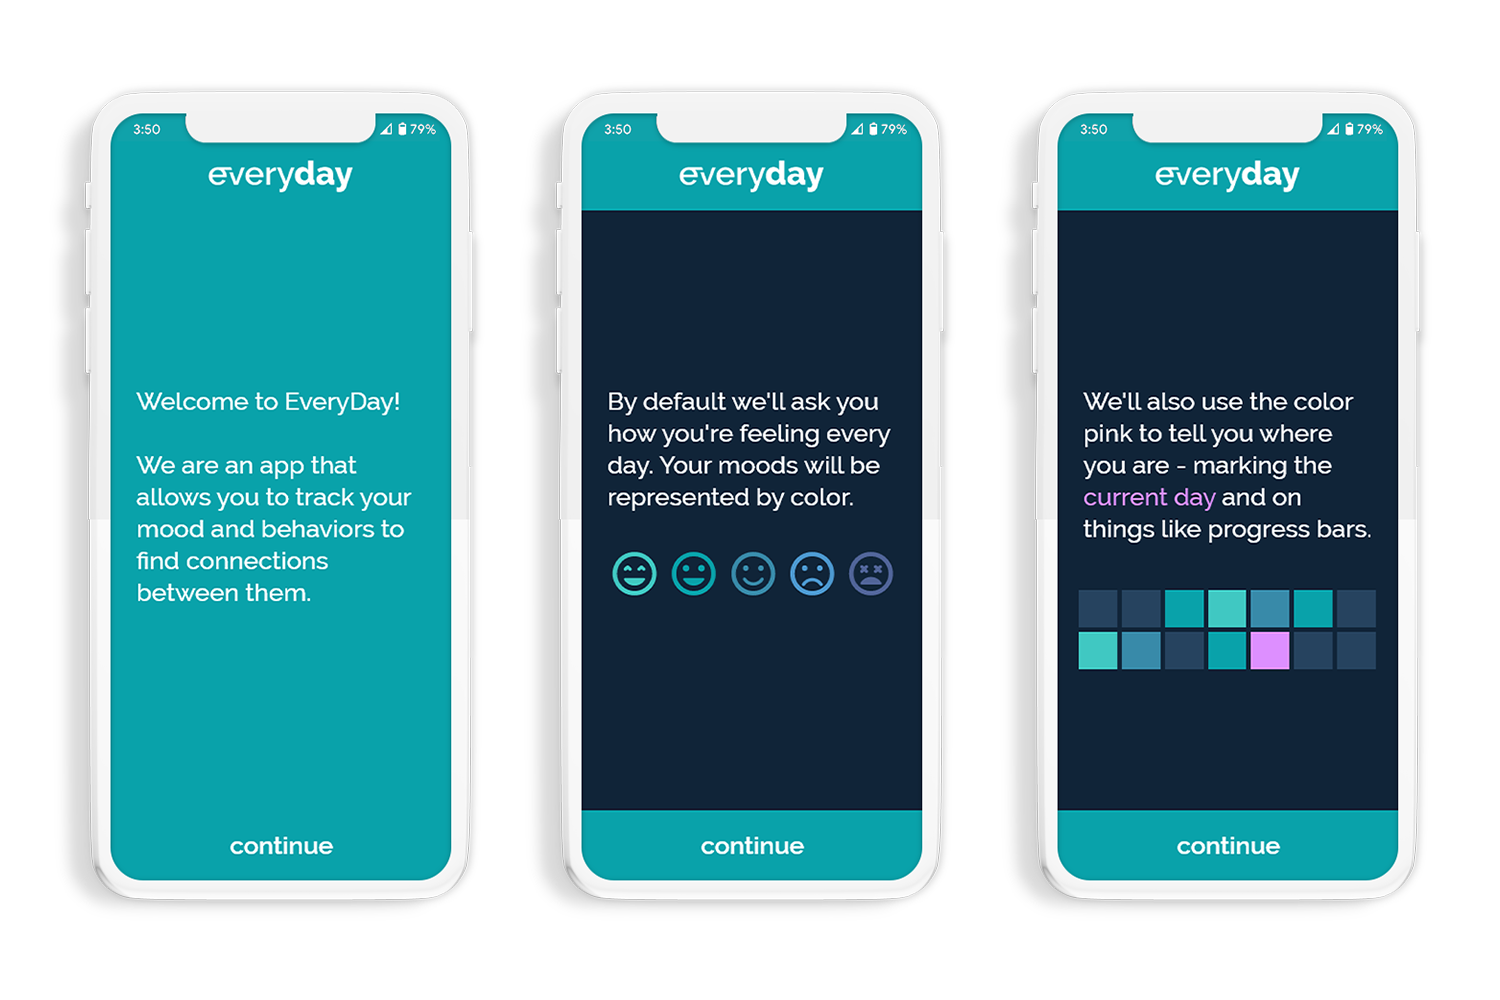 3:50
79%
everyday
Welcome to EveryDay!
We are an app that
allows you to track your
mood and behaviors to
find connections
between them.
continue
3:50
79%
everyday
By default we'll ask you
how you're feeling every
day. Your moods will be
represented by color.
continue
3:50
79%
everyday
We'll also use the color
pink to tell you where
you are - marking the
current day and on
things like progress bars.
continue